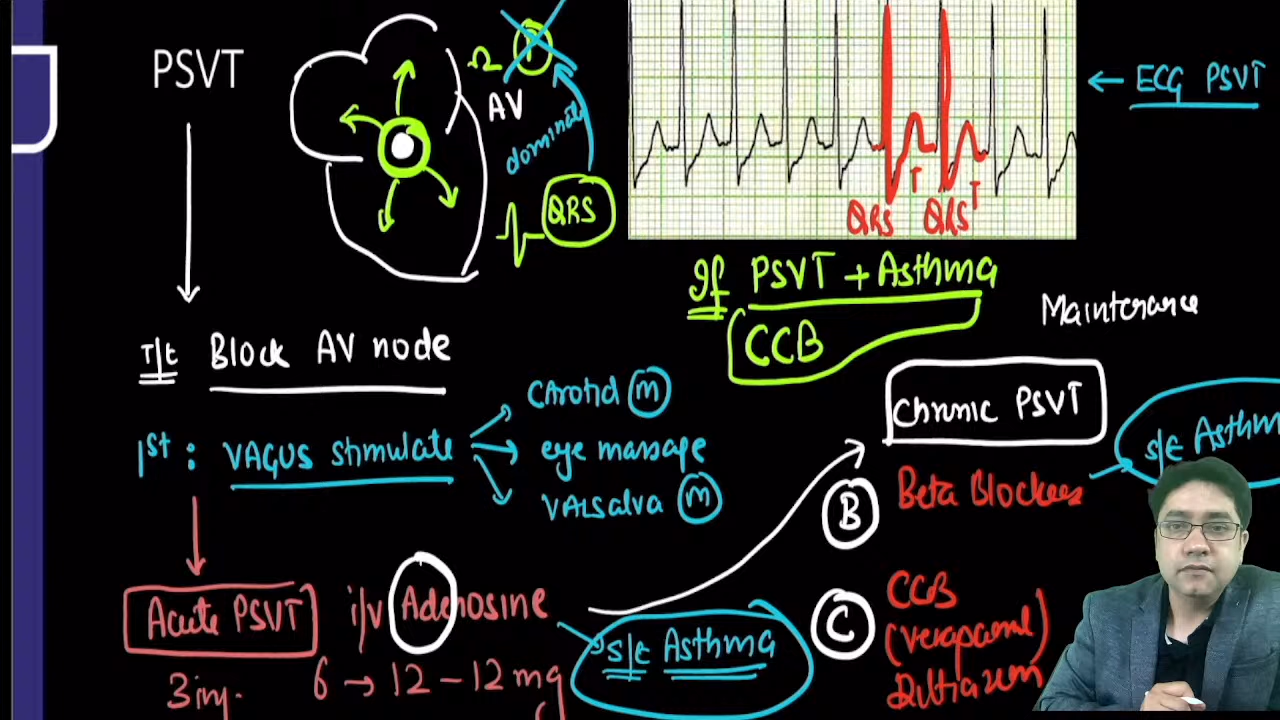 PSVT
Ω
AV
dominate
QRS
T
T
QRS
QRS
← ECG PSVT
If PSVT + Asthma
CCB
Maintenance
T/t Block AV node
1st : VAGUS Stimulate
CArotid M
eye massage
VALsalva M
Chronic PSVT
s/e Asthma
B Beta Blockers
Acute PSVT i/v Adenosine
s/e Asthma
3 inj. 6 → 12 – 12 mg
C CCB
(Verapamil
Diltiazem)